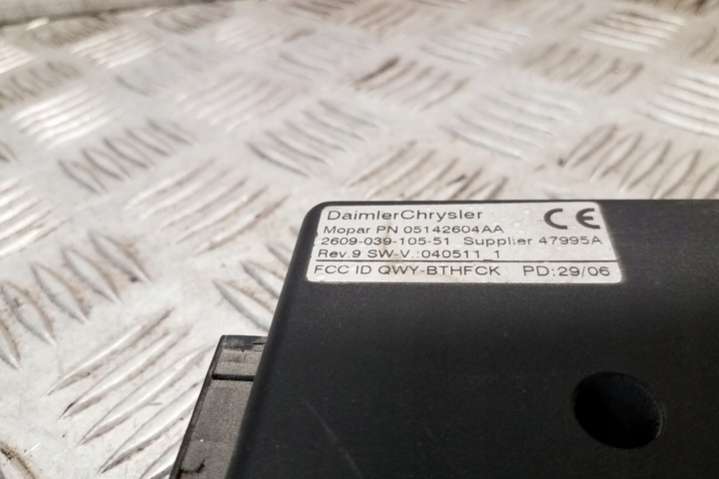 DaimlerChrysler CE
Mopar PN 05142604AA
2609-039-105-51 Supplier 47995A
Rev.9 SW-V.:040511_1
FCC ID QWY-BTHFCK PD:29/06